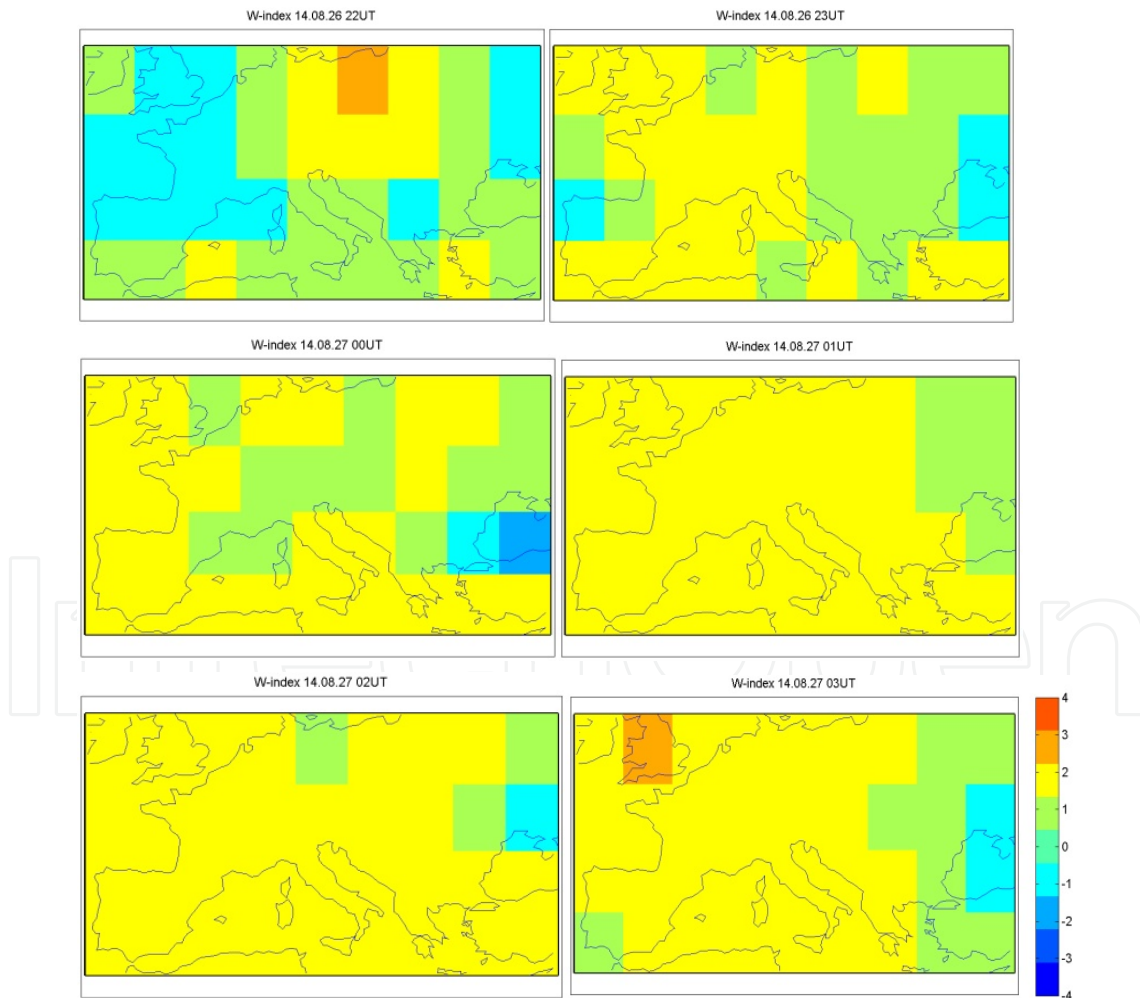 W-index 14.08.26 22UT
W-index 14.08.26 23UT
W-index 14.08.27 00UT
W-index 14.08.27 01UT
W-index 14.08.27 02UT
W-index 14.08.27 03UT
4
3
2
1
0
-1
-2
-3
-4